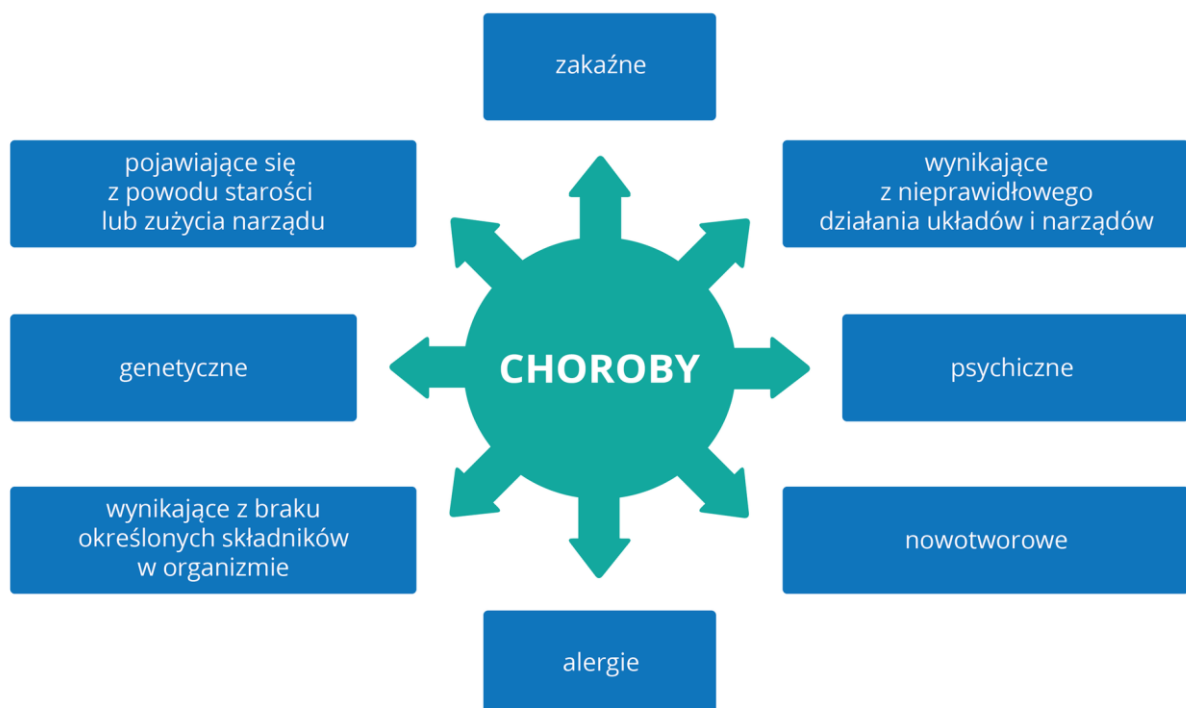 zakaźne
pojawiające się
z powodu starości
lub zużycia narządu
wynikające
z nieprawidłowego
działania układów i narządów
genetyczne
CHOROBY
psychiczne
wynikające z braku
określonych składników
w organizmie
nowotworowe
alergie